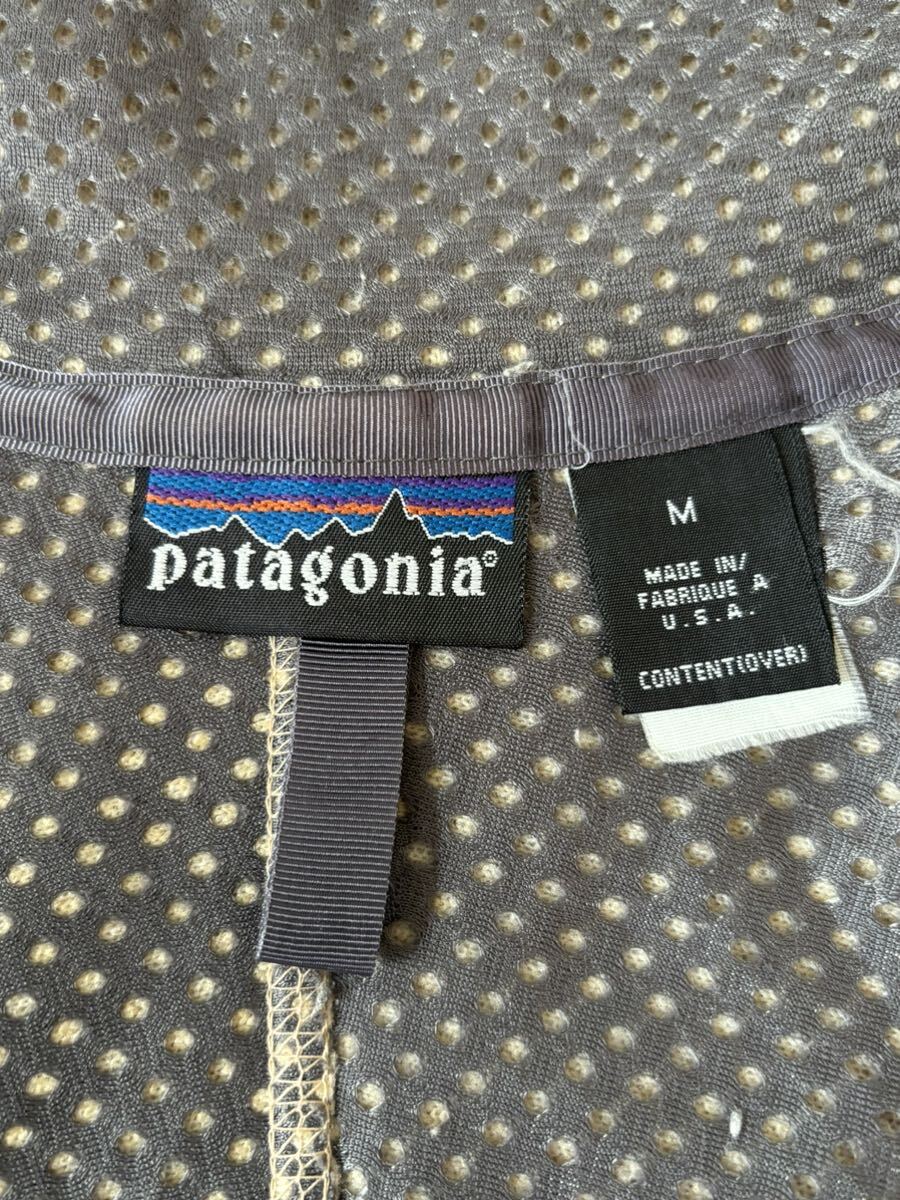 patagonia®
M
MADE IN/
FABRIQUE A
U.S.A.
CONTENT(OVER)